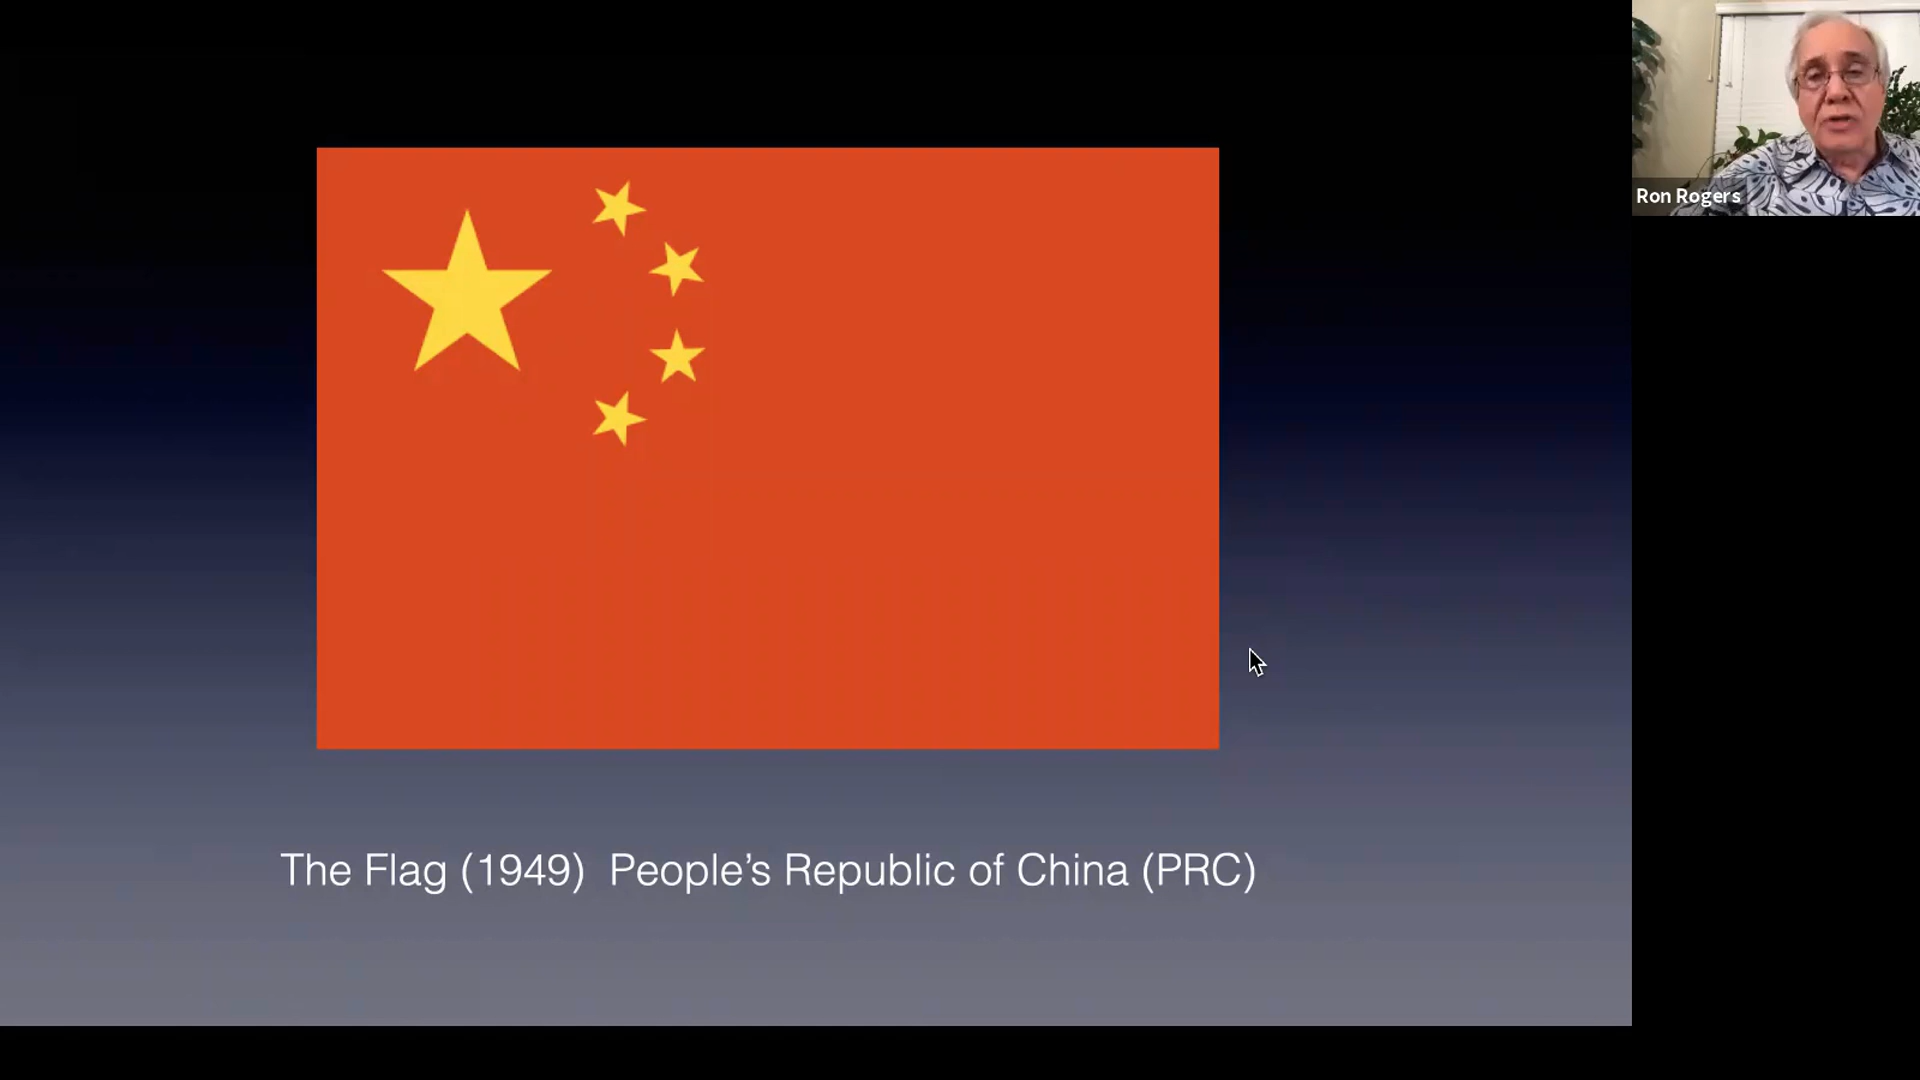 Ron Rogers
The Flag (1949)  People’s Republic of China (PRC)